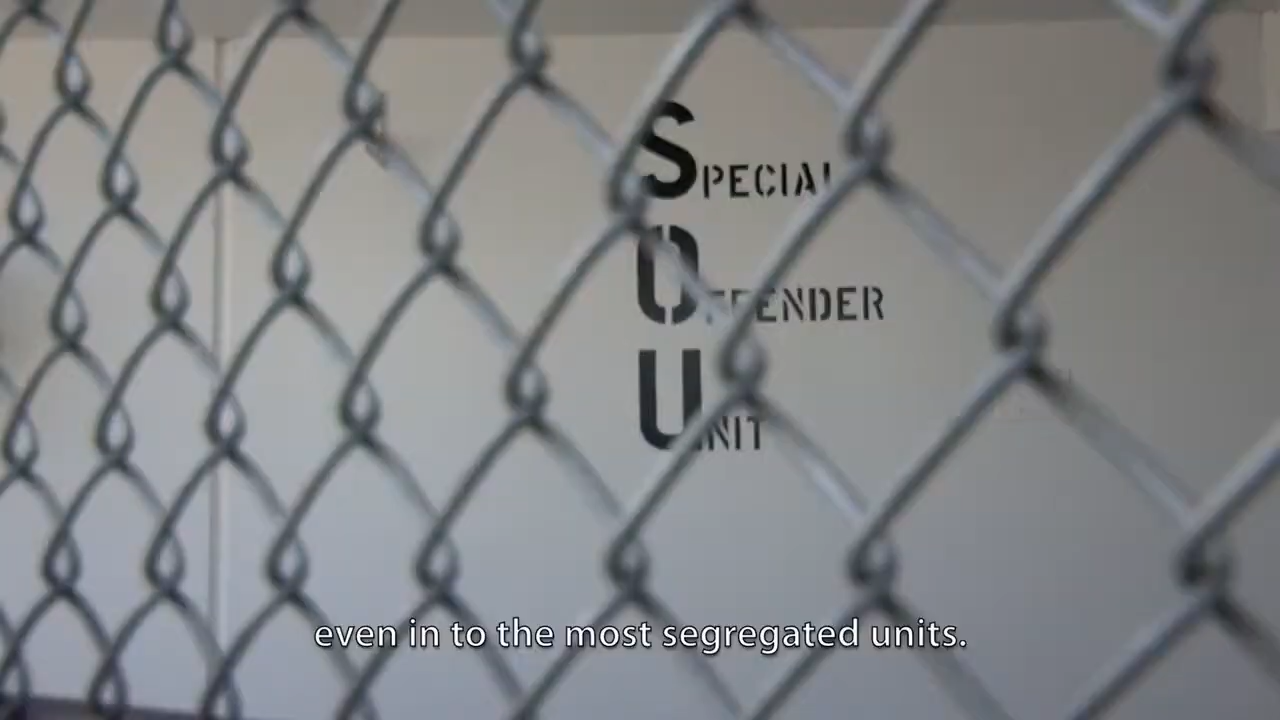 SPECIAL
OFFENDER
UNIT
even in to the most segregated units.